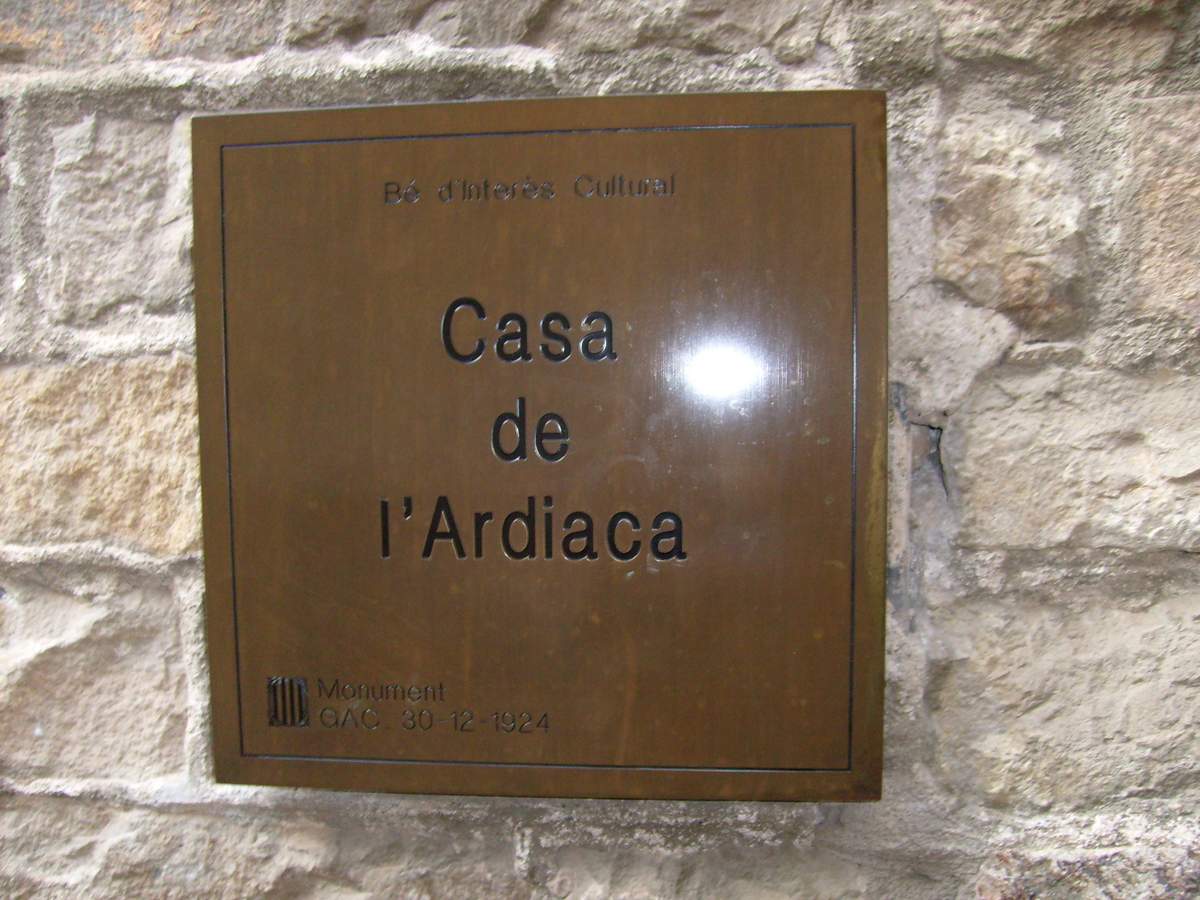 Bé d'Interès Cultural
Casa
de
l'Ardiaca
Monument
GAC. 30-12-1924